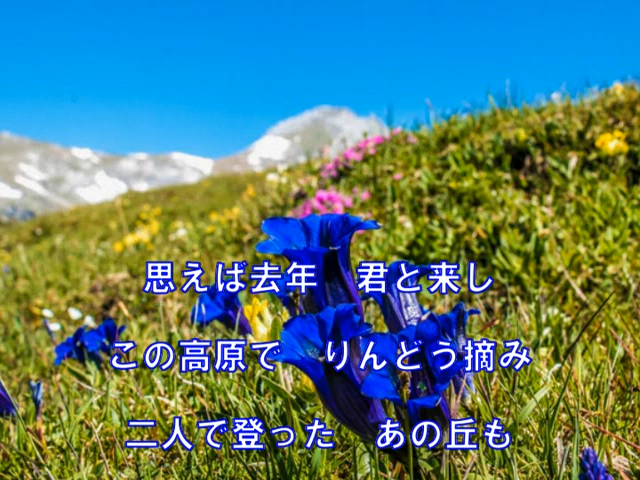 思えば去年　君と来し
この高原で　りんどう摘み
二人で登った　あの丘も